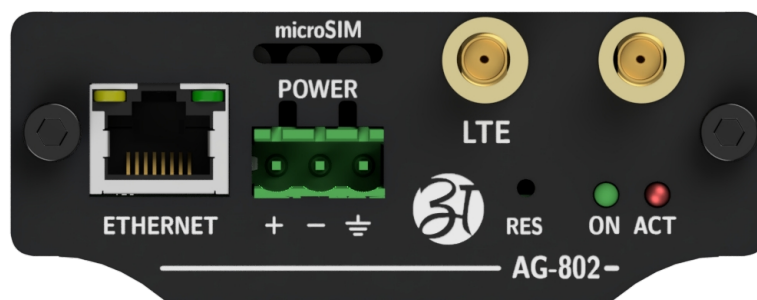 microSIM
POWER
LTE
ETHERNET
+ − ⏚
अ
RES
ON ACT
AG-802